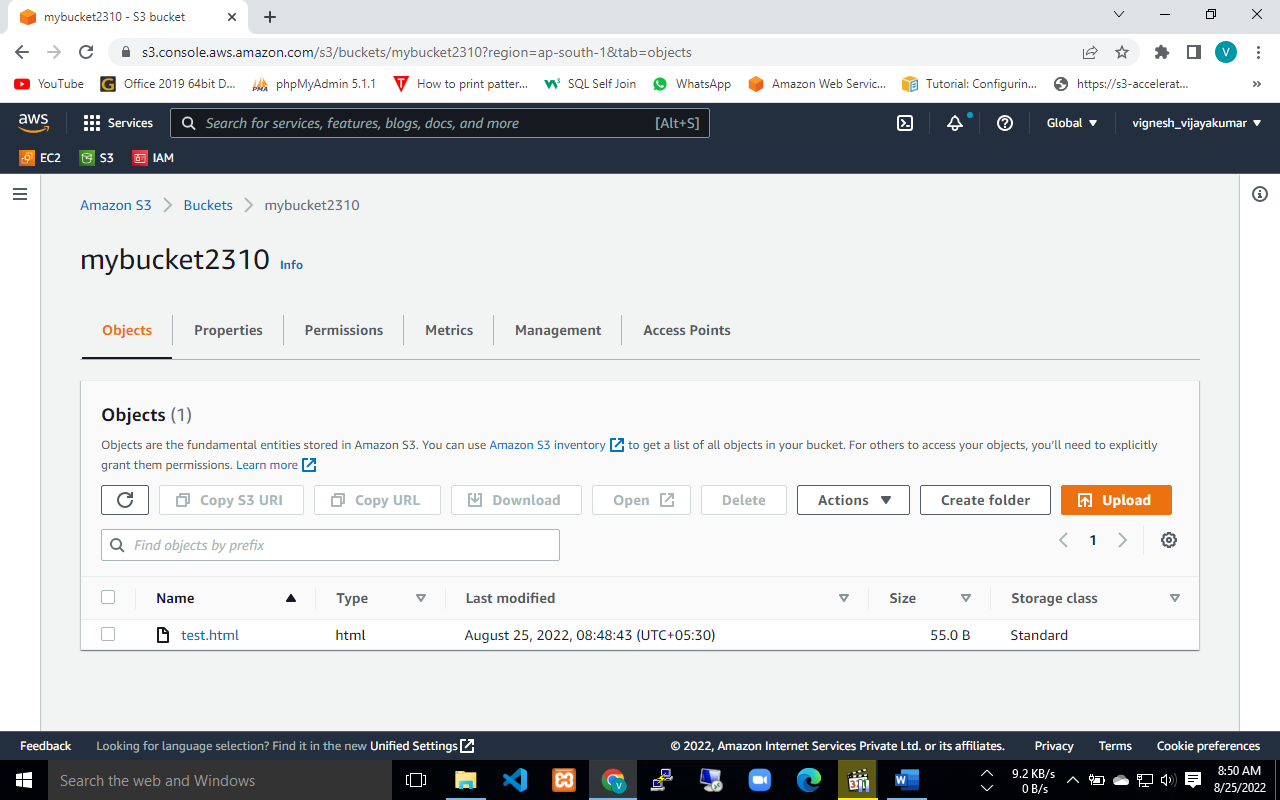 mybucket2310 - S3 bucket
s3.console.aws.amazon.com/s3/buckets/mybucket2310?region=ap-south-1&tab=objects
V
YouTube Office 2019 64bit D... phpMyAdmin 5.1.1 How to print patter... SQL Self Join WhatsApp Amazon Web Servic... Tutorial: Configurin... https://s3-accelerat... »
aws Services Search for services, features, blogs, docs, and more [Alt+S] Global vignesh_vijayakumar
EC2 S3 IAM
Amazon S3 Buckets mybucket2310
mybucket2310 Info
Objects Properties Permissions Metrics Management Access Points
Objects (1)
Objects are the fundamental entities stored in Amazon S3. You can use Amazon S3 inventory to get a list of all objects in your bucket. For others to access your objects, you'll need to explicitly
grant them permissions. Learn more
Copy S3 URI Copy URL Download Open Delete Actions Create folder Upload
Find objects by prefix 1
Name Type Last modified Size Storage class
test.html html August 25, 2022, 08:48:43 (UTC+05:30) 55.0 B Standard
Feedback Looking for language selection? Find it in the new Unified Settings © 2022, Amazon Internet Services Private Ltd. or its affiliates. Privacy Terms Cookie preferences
Search the web and Windows
9.2 KB/s
0 B/s
8:50 AM
8/25/2022